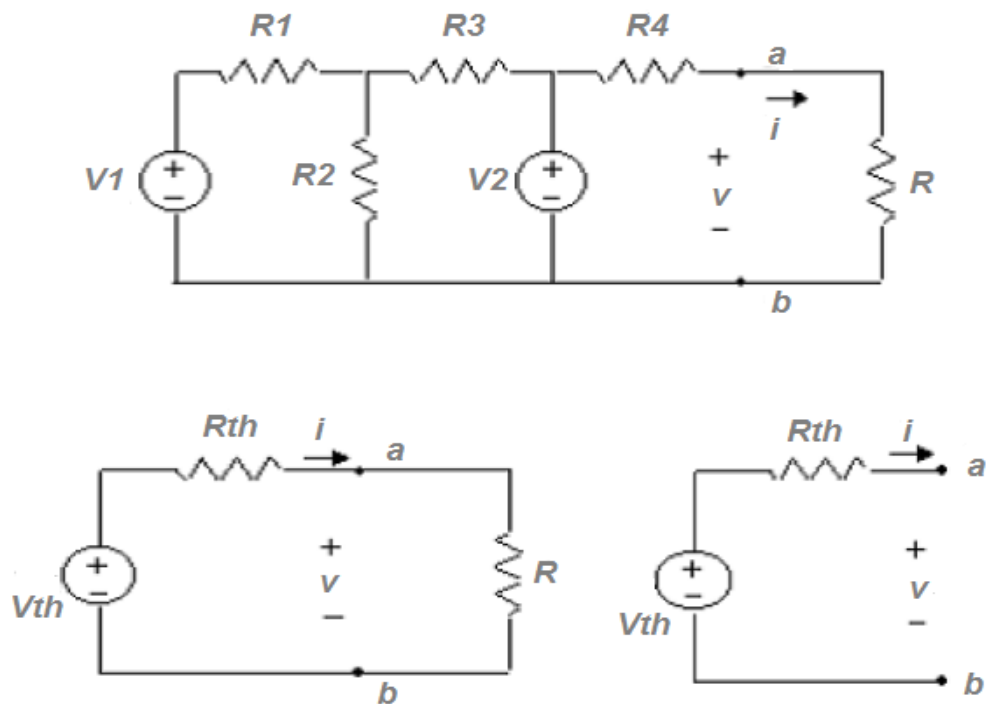 R1 R3 R4
a
i
V1 + − R2 V2 + − + v − R
b
Rth i a
+ − Vth
+ v −
R
b
Rth i a
+ − Vth
+ v −
b